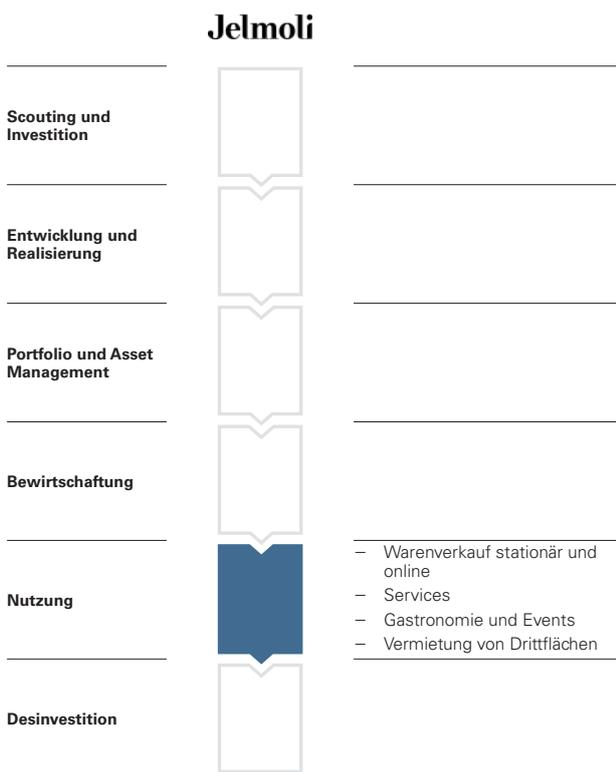 Jelmoli
Scouting und
Investition
Entwicklung und
Realisierung
Portfolio und Asset
Management
Bewirtschaftung
Nutzung
– Warenverkauf stationär und
online
– Services
– Gastronomie und Events
– Vermietung von Drittflächen
Desinvestition